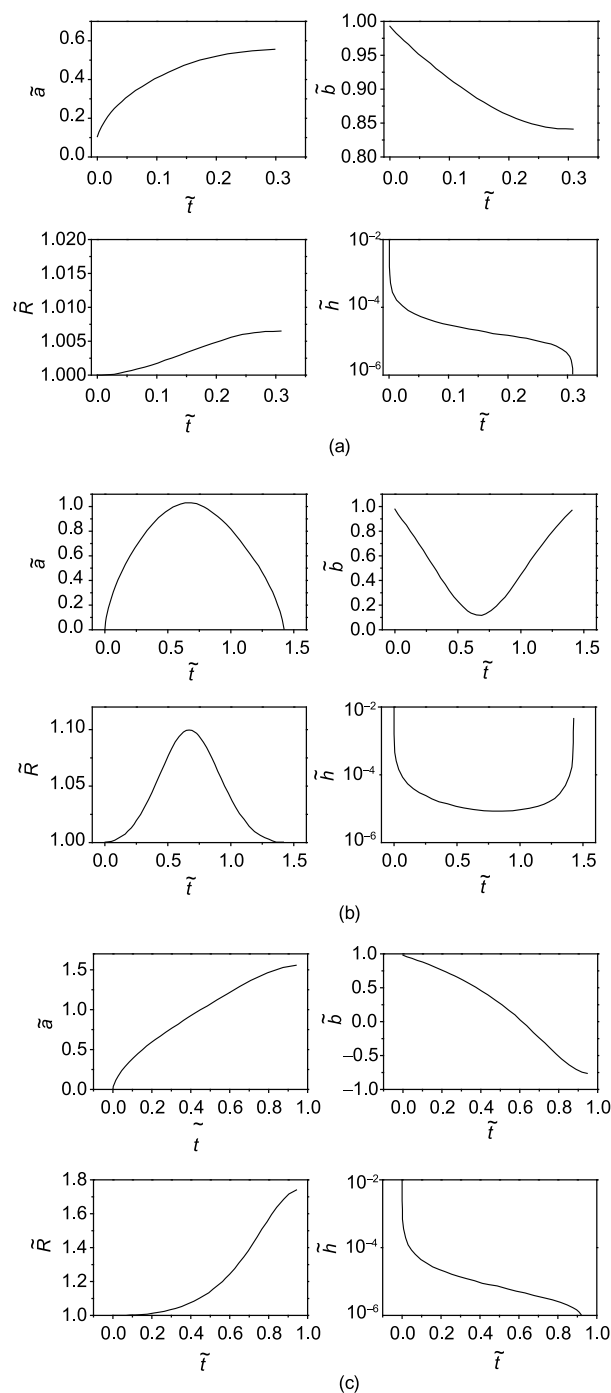 0.6
0.4
0.2
0.0
ã
0.0 0.1 0.2 0.3
t̃
1.00
0.95
0.90
0.85
0.80
b̃
0.0 0.1 0.2 0.3
t̃
1.020
1.015
1.010
1.005
1.000
R̃
0.0 0.1 0.2 0.3
t̃
10⁻²
10⁻⁴
10⁻⁶
h̃
0.0 0.1 0.2 0.3
t̃
(a)
1.0
0.8
0.6
0.4
0.2
0.0
ã
0.0 0.5 1.0 1.5
t̃
1.0
0.8
0.6
0.4
0.2
0.0
b̃
0.0 0.5 1.0 1.5
t̃
1.10
1.05
1.00
R̃
0.0 0.5 1.0 1.5
t̃
10⁻²
10⁻⁴
10⁻⁶
h̃
0.0 0.5 1.0 1.5
t̃
(b)
1.5
1.0
0.5
0.0
ã
0.0 0.2 0.4 0.6 0.8 1.0
t̃
1.0
0.5
0.0
−0.5
−1.0
b̃
0.0 0.2 0.4 0.6 0.8 1.0
t̃
1.8
1.6
1.4
1.2
1.0
R̃
0.0 0.2 0.4 0.6 0.8 1.0
t̃
10⁻²
10⁻⁴
10⁻⁶
h̃
0.0 0.2 0.4 0.6 0.8 1.0
t̃
(c)